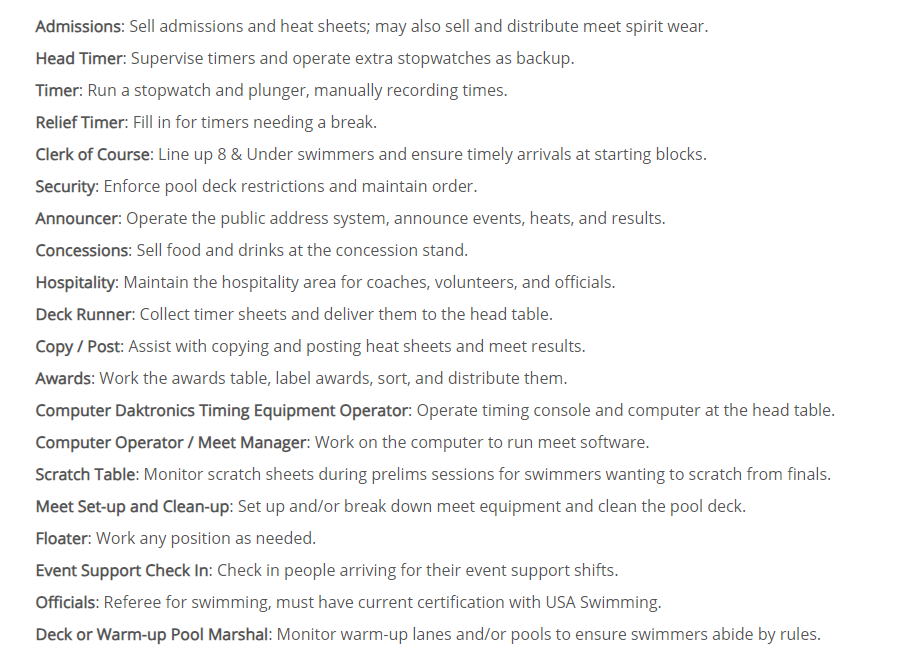 Admissions: Sell admissions and heat sheets; may also sell and distribute meet spirit wear.
Head Timer: Supervise timers and operate extra stopwatches as backup.
Timer: Run a stopwatch and plunger, manually recording times.
Relief Timer: Fill in for timers needing a break.
Clerk of Course: Line up 8 & Under swimmers and ensure timely arrivals at starting blocks.
Security: Enforce pool deck restrictions and maintain order.
Announcer: Operate the public address system, announce events, heats, and results.
Concessions: Sell food and drinks at the concession stand.
Hospitality: Maintain the hospitality area for coaches, volunteers, and officials.
Deck Runner: Collect timer sheets and deliver them to the head table.
Copy / Post: Assist with copying and posting heat sheets and meet results.
Awards: Work the awards table, label awards, sort, and distribute them.
Computer Daktronics Timing Equipment Operator: Operate timing console and computer at the head table.
Computer Operator / Meet Manager: Work on the computer to run meet software.
Scratch Table: Monitor scratch sheets during prelims sessions for swimmers wanting to scratch from finals.
Meet Set-up and Clean-up: Set up and/or break down meet equipment and clean the pool deck.
Floater: Work any position as needed.
Event Support Check In: Check in people arriving for their event support shifts.
Officials: Referee for swimming, must have current certification with USA Swimming.
Deck or Warm-up Pool Marshal: Monitor warm-up lanes and/or pools to ensure swimmers abide by rules.